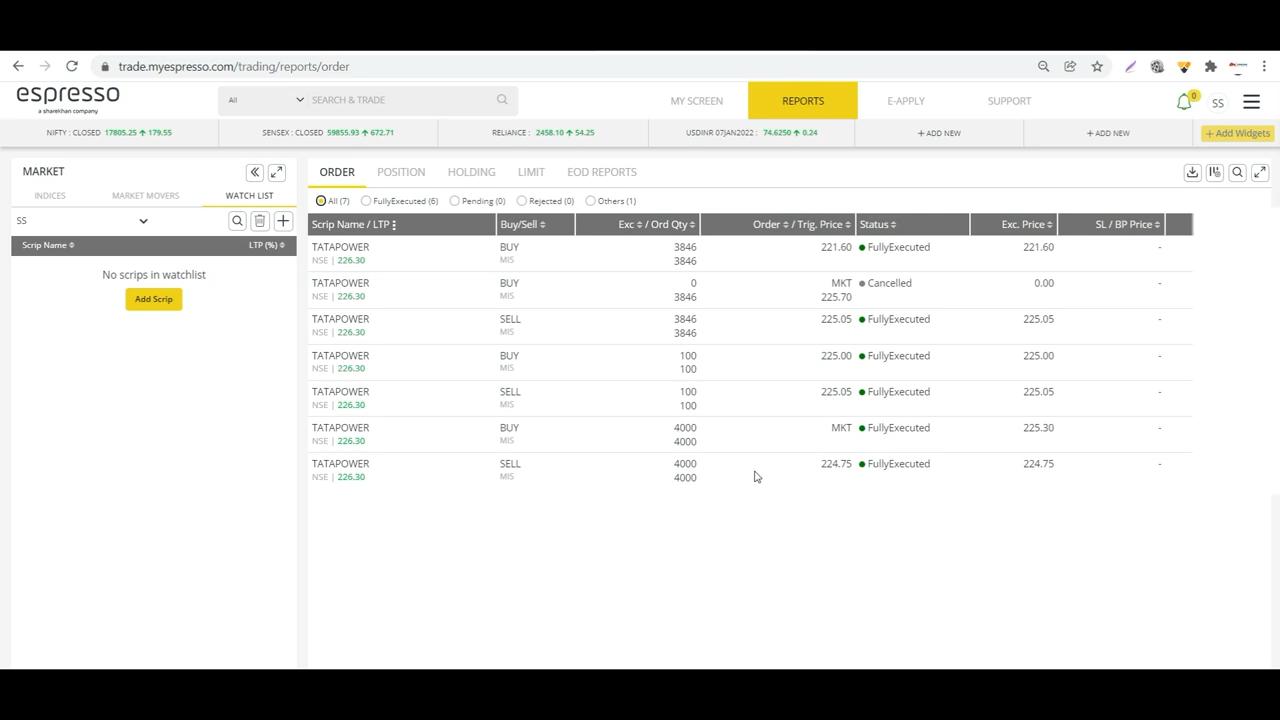 trade.myespresso.com/trading/reports/order
espresso
a sharekhan company
All
SEARCH & TRADE
MY SCREEN
REPORTS
E-APPLY
SUPPORT
0
SS
NIFTY : CLOSED 17805.25 ↑ 179.55
SENSEX : CLOSED 59855.93 ↑ 672.71
RELIANCE : 2458.10 ↑ 54.25
USDINR 07JAN2022 : 74.6250 ↑ 0.24
+ ADD NEW
+ ADD NEW
+ Add Widgets
MARKET
INDICES
MARKET MOVERS
WATCH LIST
SS
Scrip Name
LTP (%)
No scrips in watchlist
Add Scrip
ORDER
POSITION
HOLDING
LIMIT
EOD REPORTS
All (7)
FullyExecuted (6)
Pending (0)
Rejected (0)
Others (1)
Scrip Name / LTP
Buy/Sell
Exc / Ord Qty
Order / Trig. Price
Status
Exc. Price
SL / BP Price
TATAPOWER BUY 3846 221.60 FullyExecuted 221.60 -
NSE | 226.30 MIS 3846
TATAPOWER BUY 0 MKT Cancelled 0.00 -
NSE | 226.30 MIS 3846 225.70
TATAPOWER SELL 3846 225.05 FullyExecuted 225.05 -
NSE | 226.30 MIS 3846
TATAPOWER BUY 100 225.00 FullyExecuted 225.00 -
NSE | 226.30 MIS 100
TATAPOWER SELL 100 225.05 FullyExecuted 225.05 -
NSE | 226.30 MIS 100
TATAPOWER BUY 4000 MKT FullyExecuted 225.30 -
NSE | 226.30 MIS 4000
TATAPOWER SELL 4000 224.75 FullyExecuted 224.75 -
NSE | 226.30 MIS 4000